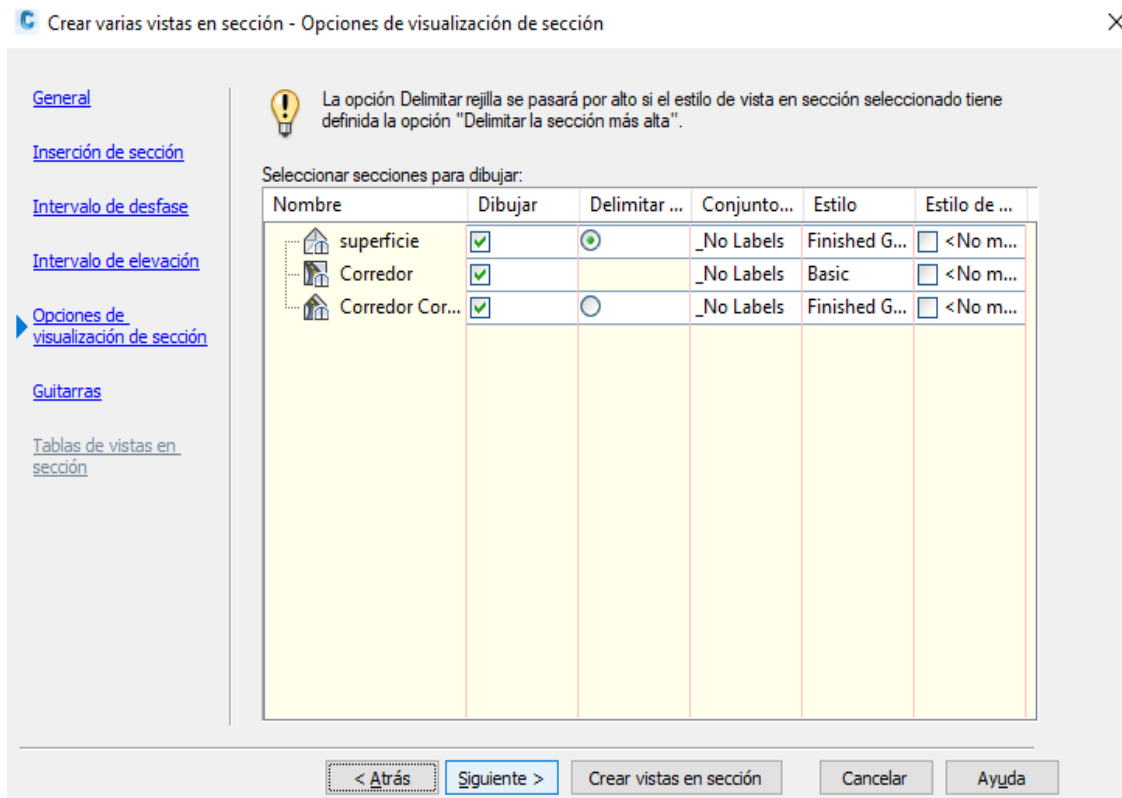 Crear varias vistas en sección - Opciones de visualización de sección
General
Inserción de sección
Intervalo de desfase
Intervalo de elevación
Opciones de
visualización de sección
Guitarras
Tablas de vistas en
sección
La opción Delimitar rejilla se pasará por alto si el estilo de vista en sección seleccionado tiene
definida la opción "Delimitar la sección más alta".
Seleccionar secciones para dibujar:
Nombre Dibujar Delimitar ... Conjunto... Estilo Estilo de ...
superficie _No Labels Finished G... <No m...
Corredor _No Labels Basic <No m...
Corredor Cor... _No Labels Finished G... <No m...
< Atrás Siguiente > Crear vistas en sección Cancelar Ayuda